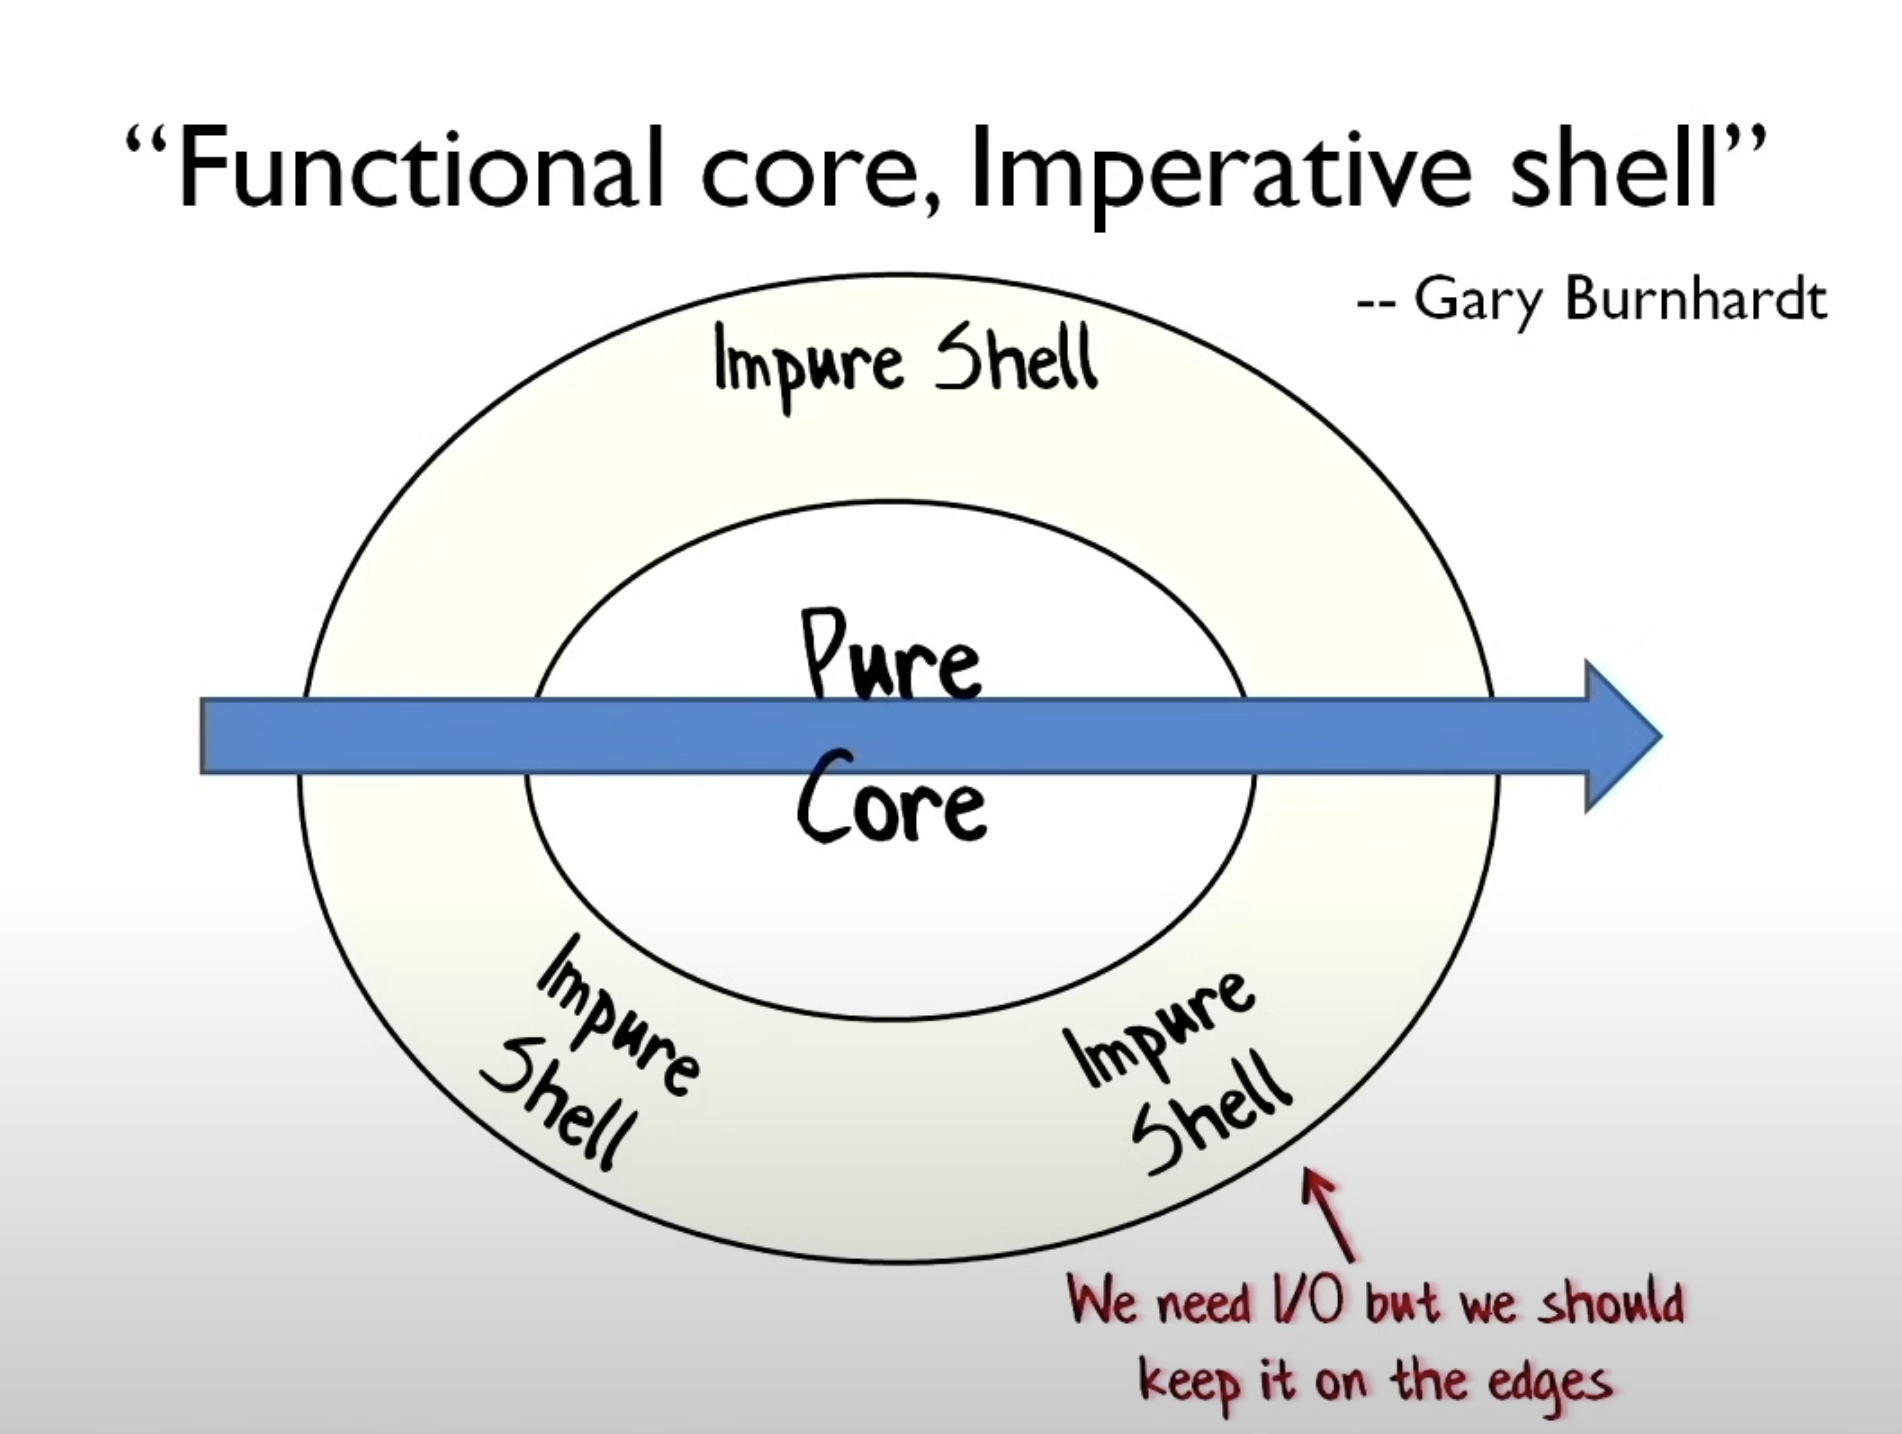 “Functional core, Imperative shell”
-- Gary Burnhardt
Impure Shell
Pure
Core
Impure
Shell
Impure
Shell
We need I/O but we should
keep it on the edges